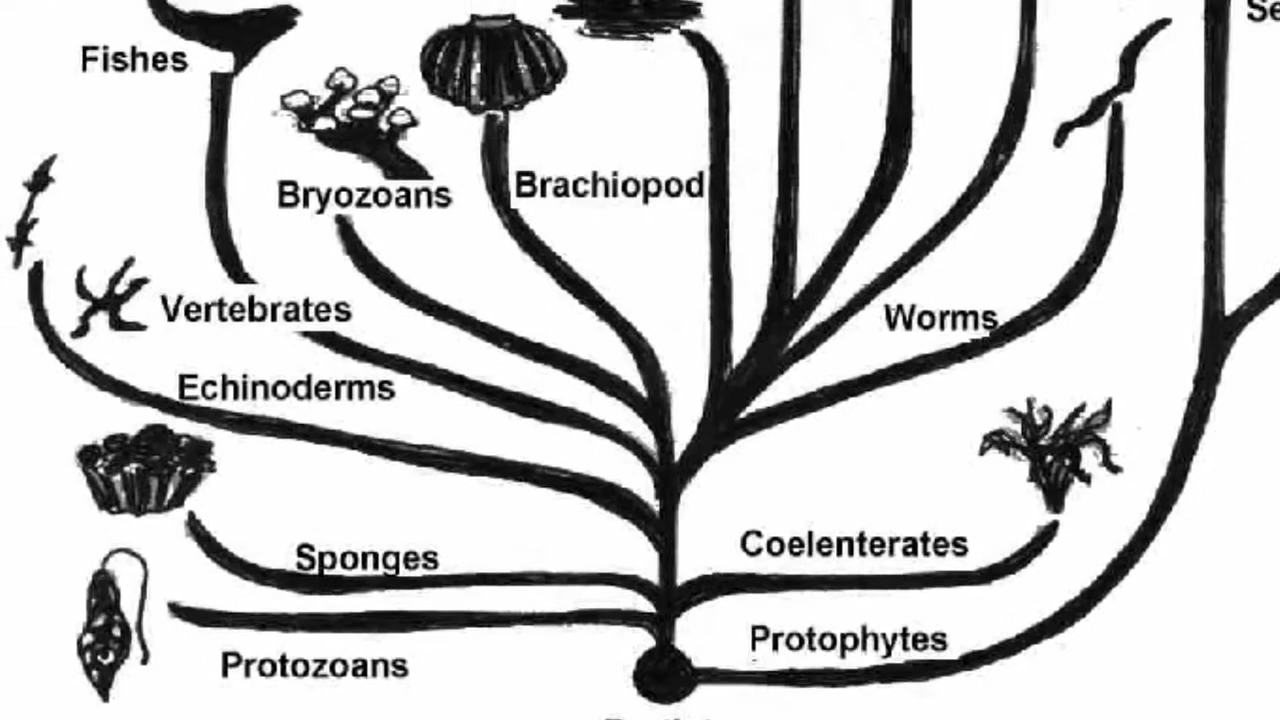 Fishes
Bryozoans
Brachiopod
Vertebrates
Worms
Echinoderms
Sponges
Coelenterates
Protozoans
Protophytes